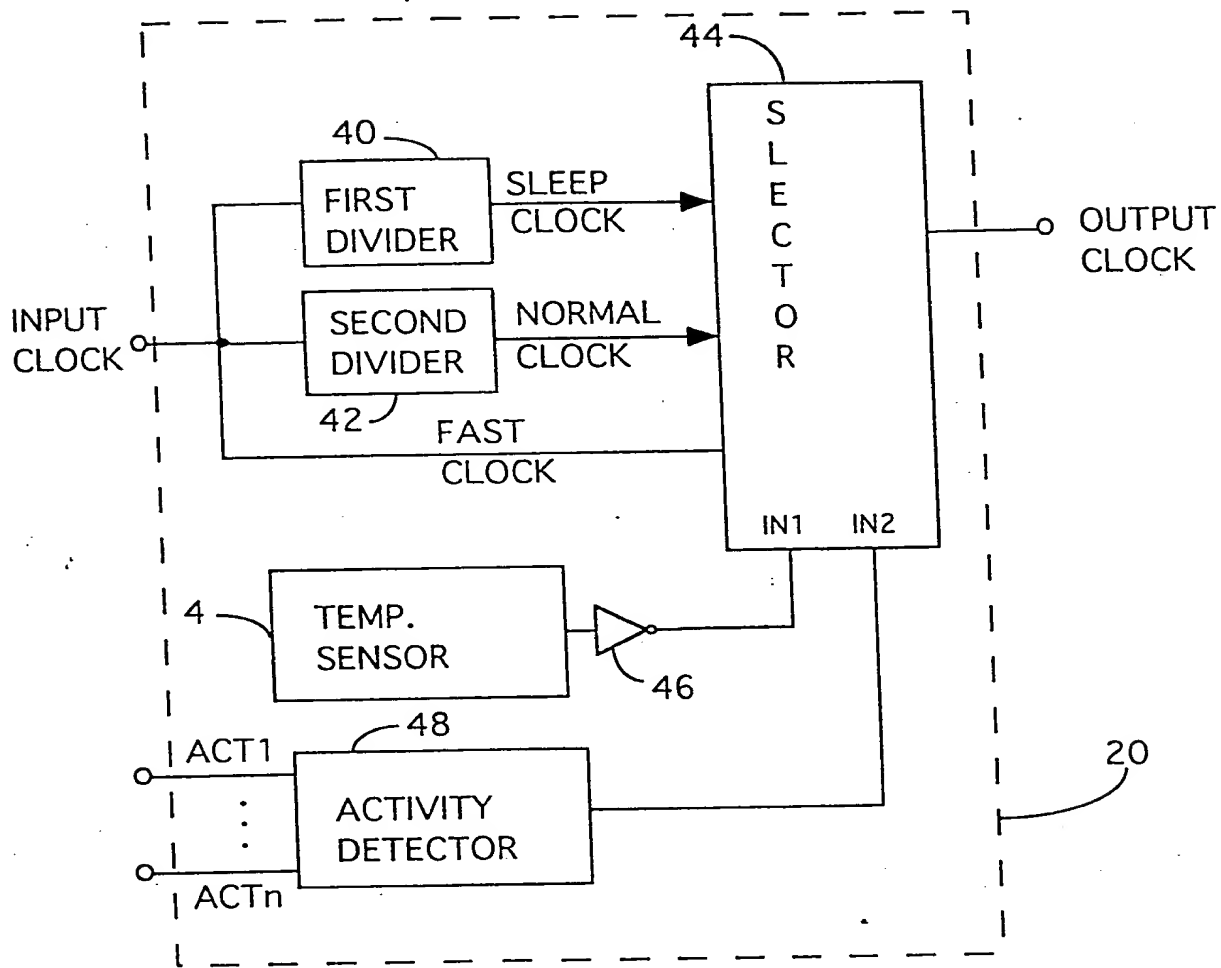 44
SELECTOR
40
FIRST
DIVIDER
SLEEP
CLOCK
OUTPUT
CLOCK
INPUT
CLOCK
SECOND
DIVIDER
NORMAL
CLOCK
42
FAST
CLOCK
IN1 IN2
4
TEMP.
SENSOR
46
48
ACT1
ACTIVITY
DETECTOR
ACTn
20